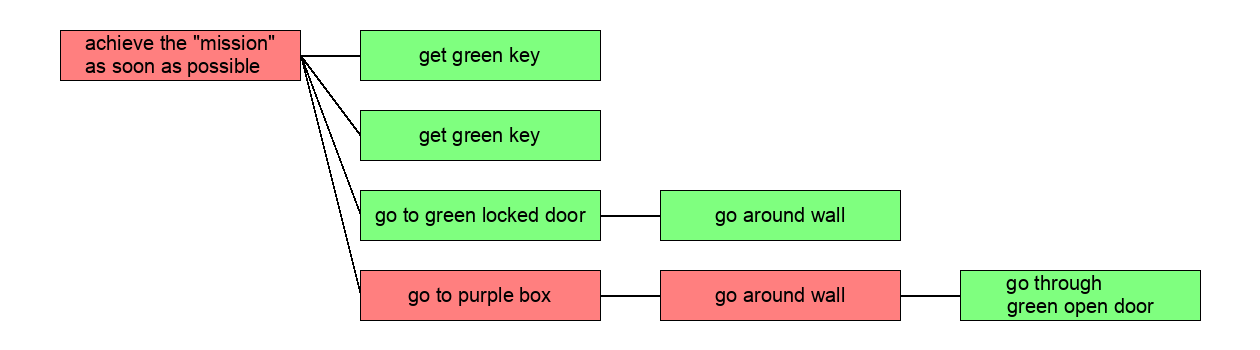 achieve the "mission"
as soon as possible
get green key
get green key
go to green locked door
go around wall
go to purple box
go around wall
go through
green open door